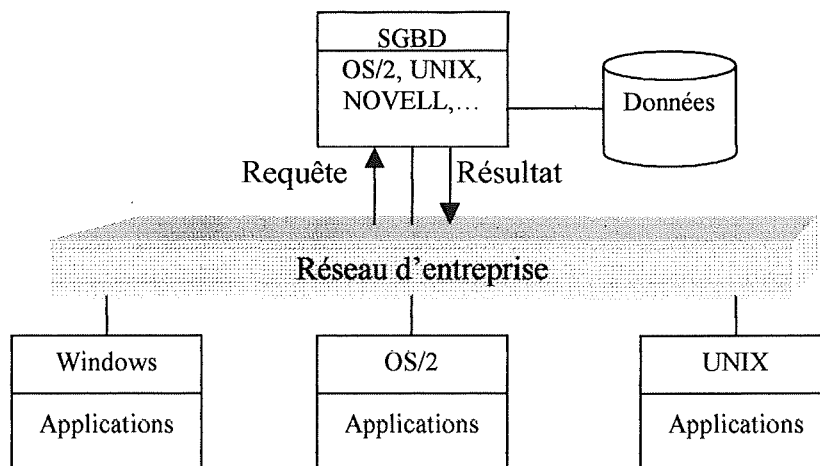 SGBD
OS/2, UNIX,
NOVELL,...
Données
Requête
Résultat
Réseau d'entreprise
Windows
OS/2
UNIX
Applications
Applications
Applications